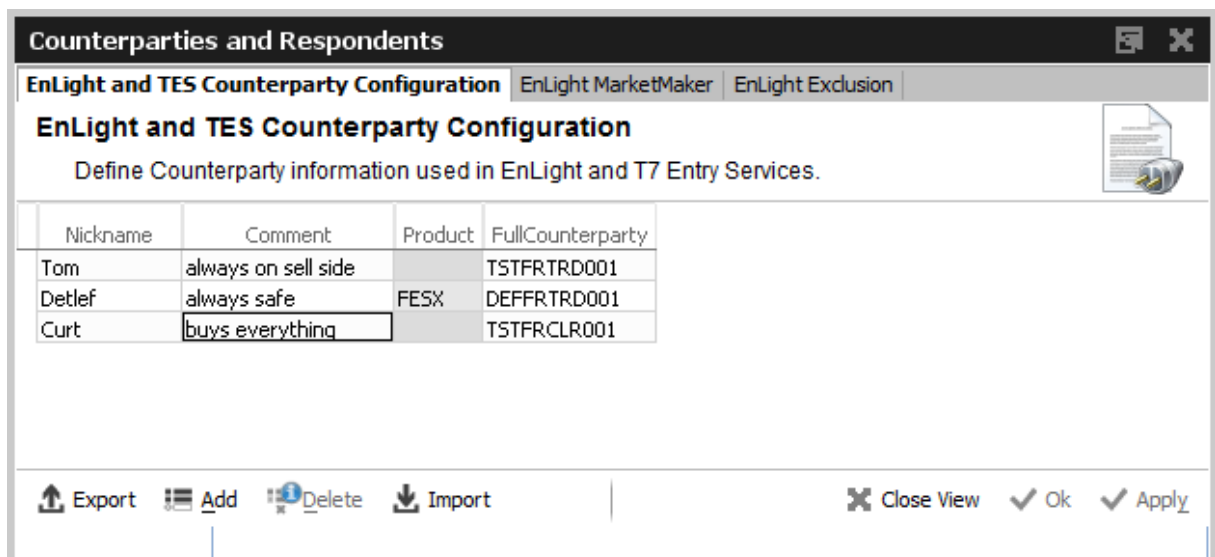 Counterparties and Respondents
EnLight and TES Counterparty Configuration EnLight MarketMaker EnLight Exclusion
EnLight and TES Counterparty Configuration
Define Counterparty information used in EnLight and T7 Entry Services.
Nickname Comment Product FullCounterparty
Tom always on sell side TSTFRTRD001
Detlef always safe FESX DEFFRTRD001
Curt buys everything TSTFRCLR001
Export Add Delete Import Close View Ok Apply